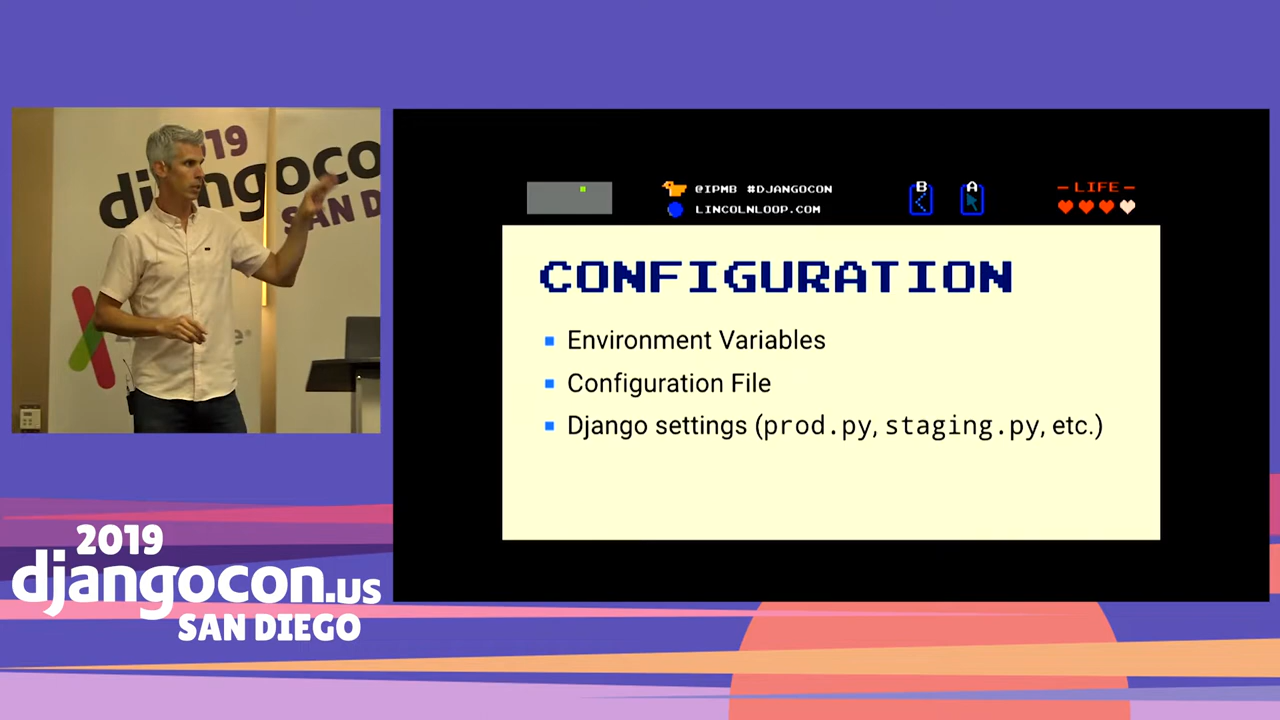 19
djangocon
SAN D
@IPMB #DJANGOCON
LINCOLNLOOP.COM
B
A
– LIFE –
CONFIGURATION
Environment Variables
Configuration File
Django settings (prod.py, staging.py, etc.)
2019
djangocon.us
SAN DIEGO